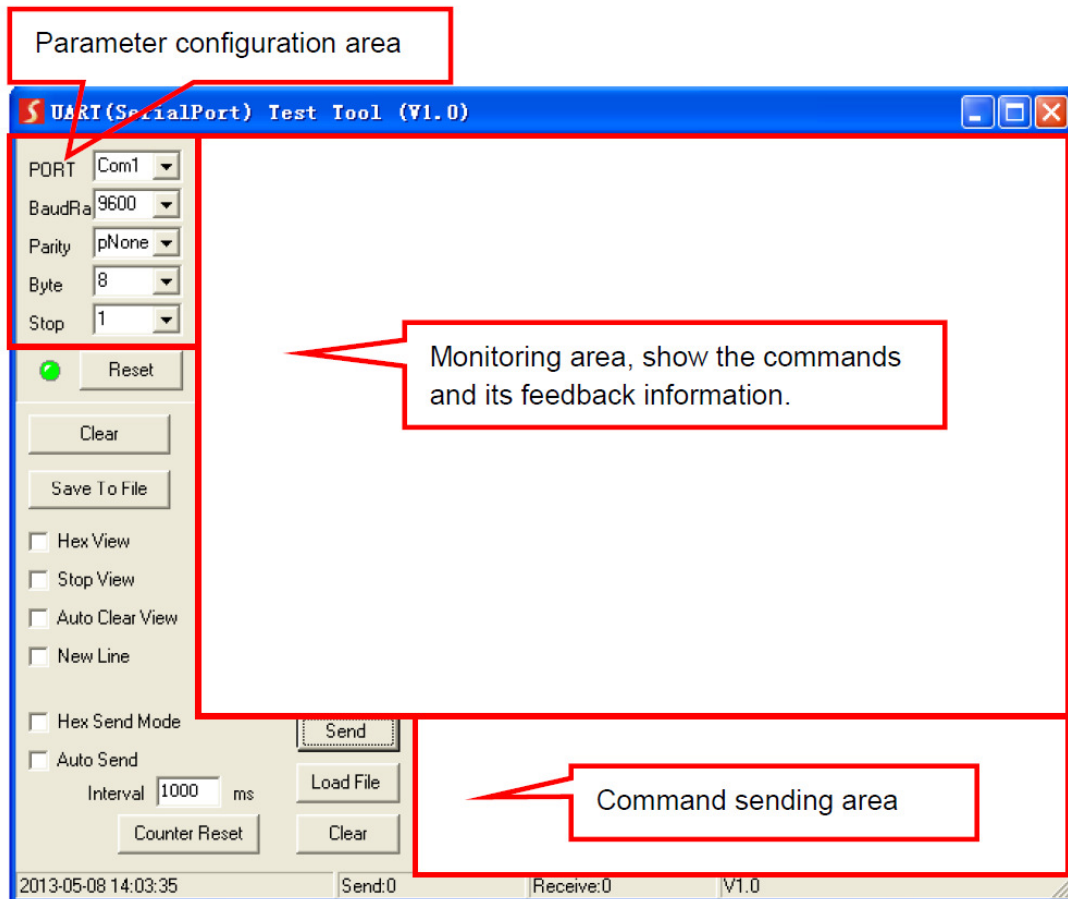 Parameter configuration area
UART(SerialPort) Test Tool (V1.0)
PORT Com1
BaudRa 9600
Parity pNone
Byte 8
Stop 1
Reset
Monitoring area, show the commands
and its feedback information.
Clear
Save To File
Hex View
Stop View
Auto Clear View
New Line
Hex Send Mode
Send
Auto Send
Interval 1000 ms
Load File
Command sending area
Counter Reset
Clear
2013-05-08 14:03:35 Send:0 Receive:0 V1.0